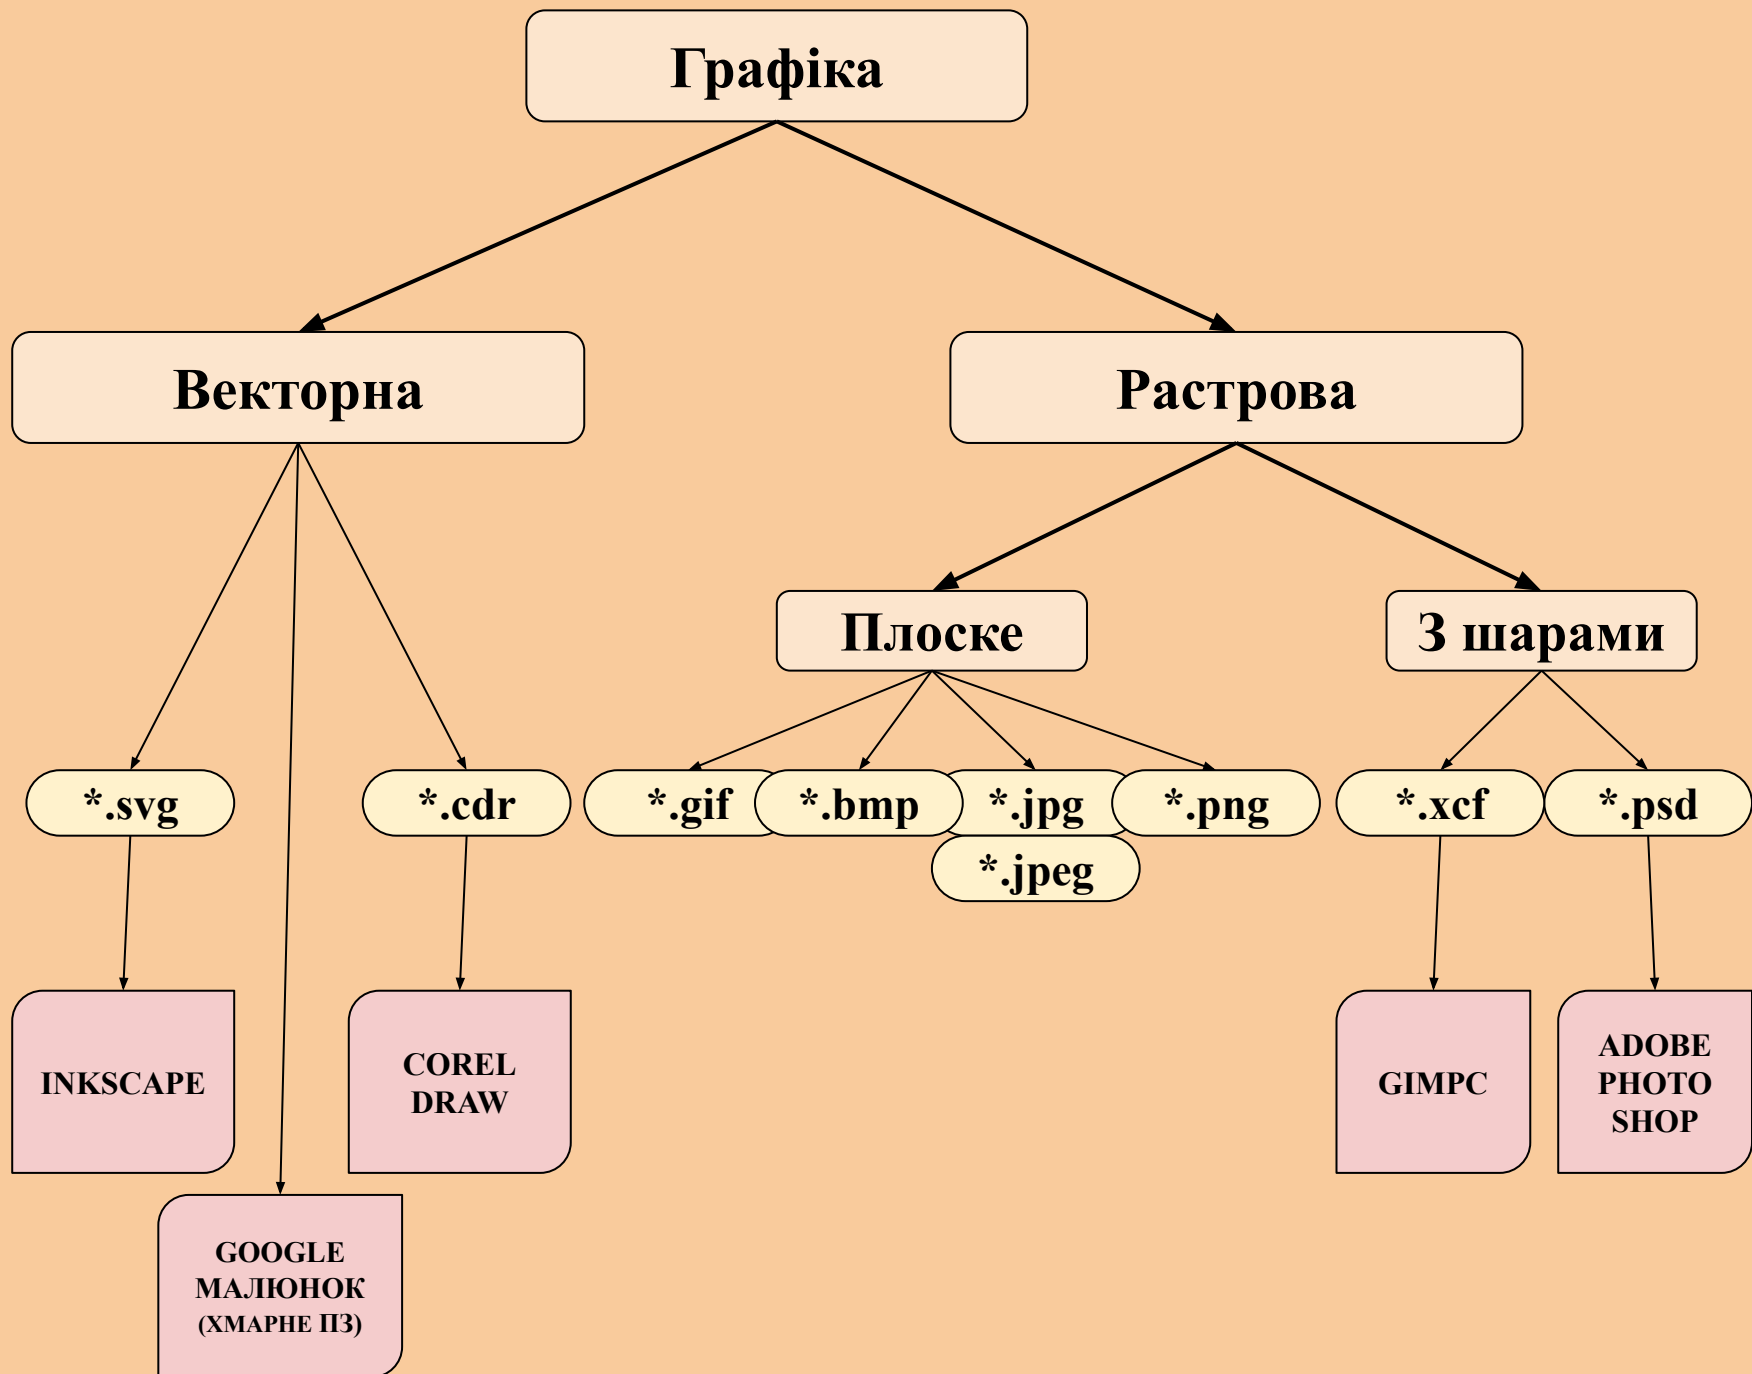 Графіка
Векторна
Растрова
Плоске
З шарами
*.svg
*.cdr
*.gif
*.bmp
*.jpg
*.png
*.xcf
*.psd
*.jpeg
INKSCAPE
COREL
DRAW
GIMPC
ADOBE
PHOTO
SHOP
GOOGLE
МАЛЮНОК
(ХМАРНЕ ПЗ)